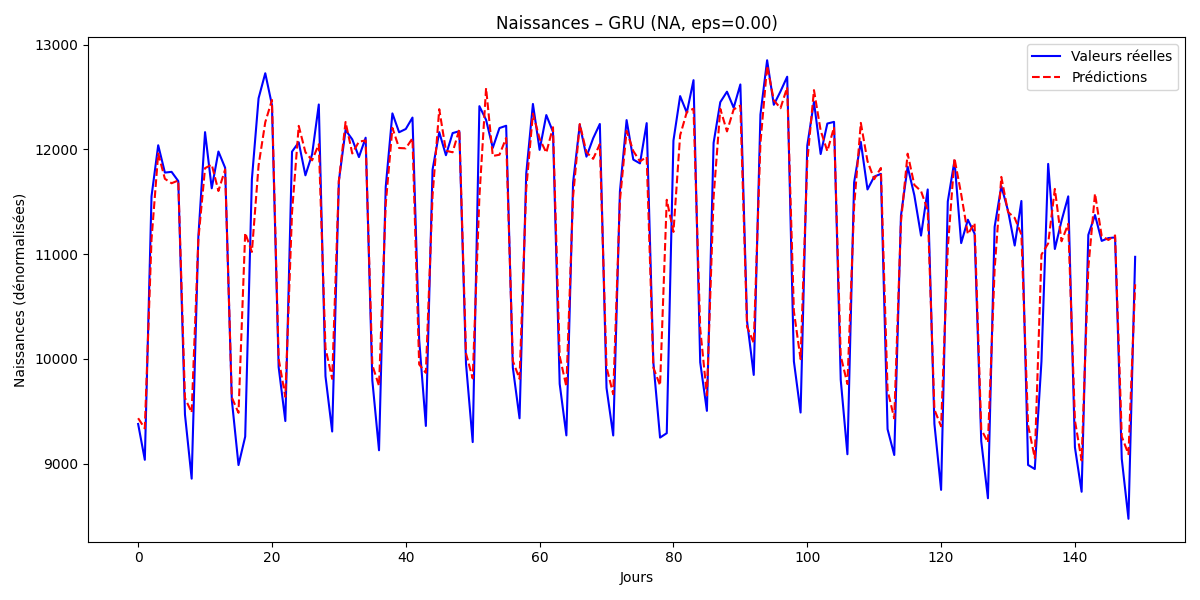 Naissances – GRU (NA, eps=0.00)
Valeurs réelles
Prédictions
Naissances (dénormalisées)
13000
12000
11000
10000
9000
0 20 40 60 80 100 120 140
Jours